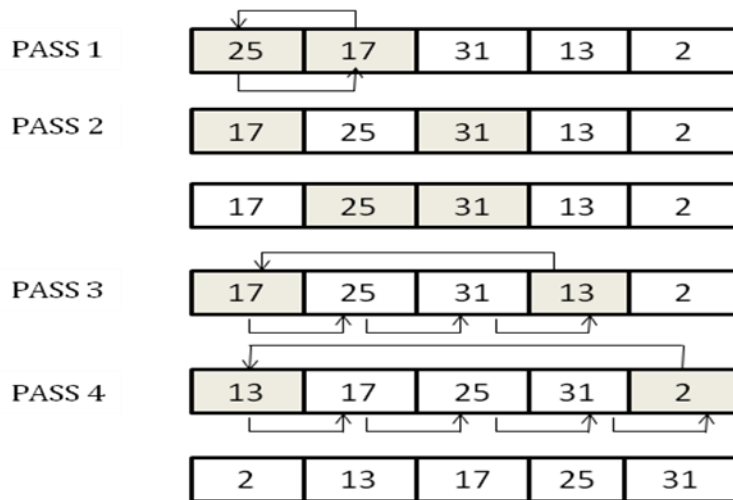 PASS 1 25 17 31 13 2
PASS 2 17 25 31 13 2
17 25 31 13 2
PASS 3 17 25 31 13 2
PASS 4 13 17 25 31 2
2 13 17 25 31